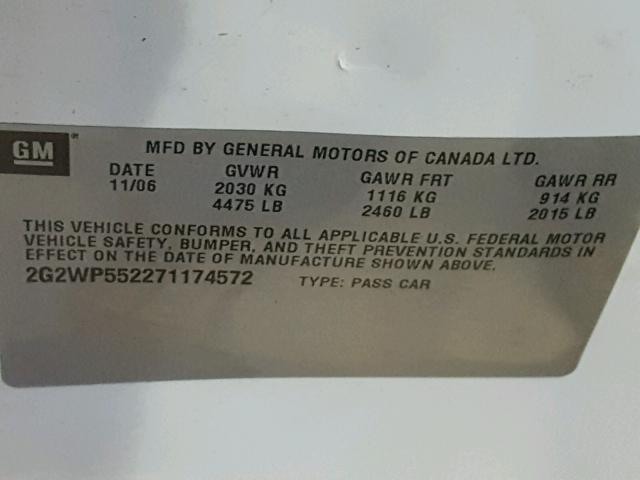 GM
MFD BY GENERAL MOTORS OF CANADA LTD.
DATE GVWR GAWR FRT GAWR RR
11/06 2030 KG 1116 KG 914 KG
4475 LB 2460 LB 2015 LB
THIS VEHICLE CONFORMS TO ALL APPLICABLE U.S. FEDERAL MOTOR
VEHICLE SAFETY, BUMPER, AND THEFT PREVENTION STANDARDS IN
EFFECT ON THE DATE OF MANUFACTURE SHOWN ABOVE.
2G2WP552271174572 TYPE: PASS CAR